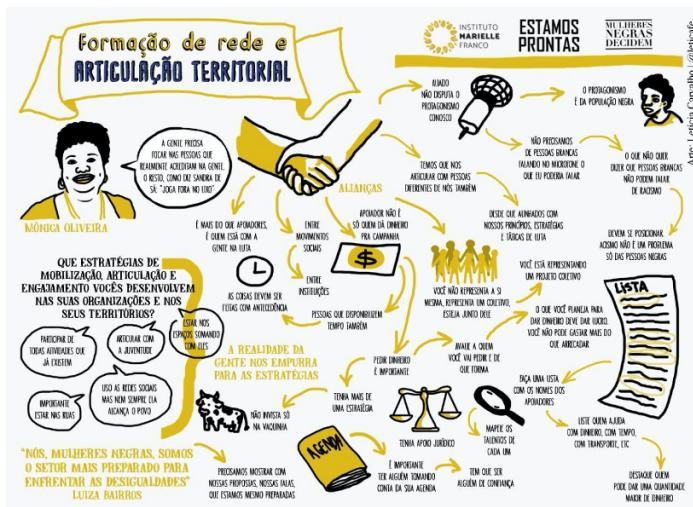 Formação de rede e
ARTICULAÇÃO TERRITORIAL
INSTITUTO
MARIELLE
FRANCO
ESTAMOS
PRONTAS
MULHERES
NEGRAS
DECIDEM
MÔNICA OLIVEIRA
A GENTE PRECISA
FOCAR NAS PESSOAS QUE
REALMENTE ACREDITAM NA GENTE,
O RESTO, COMO DIZ SANDRA DE
SÁ: "JOGA FORA NO LIXO"
ALIANÇAS
ALIADO
NÃO DISPUTA O
PROTAGONISMO
CONOSCO
O PROTAGONISMO
É DA POPULAÇÃO NEGRA
NÃO PRECISAMOS
DE PESSOAS BRANCAS
FALANDO NO MICROFONE O
QUE EU PODERIA FALAR
O QUE NÃO QUER
DIZER QUE PESSOAS BRANCAS
NÃO PODEM FALAR
DE RACISMO
DEVEM SE POSICIONAR.
ACISMO NÃO É UM PROBLEMA
SÓ DAS PESSOAS NEGRAS
TEMOS QUE NOS
ARTICULAR COM PESSOAS
DIFERENTES DE NÓS TAMBÉM
DESDE QUE ALINHADOS COM
NOSSOS PRINCÍPIOS, ESTRATÉGIAS
E TÁTICAS DE LUTA
É MAIS DO QUE APOIADORES,
É QUEM ESTÁ COM A
GENTE NA LUTA
ENTRE
MOVIMENTOS
SOCIAIS
ENTRE
INSTITUIÇÕES
APOIADOR NÃO É
SÓ QUEM DÁ DINHEIRO
PRA CAMPANHA
$
PESSOAS QUE DISPONIBILIZEM
TEMPO TAMBÉM
AS COISAS DEVEM SER
FEITAS COM ANTECEDÊNCIA
VOCÊ ESTÁ REPRESENTANDO
UM PROJETO COLETIVO
VOCÊ NÃO REPRESENTA A SI
MESMA, REPRESENTA UM COLETIVO,
ESTEJA JUNTO DELE
QUE ESTRATÉGIAS DE
MOBILIZAÇÃO, ARTICULAÇÃO E
ENGAJAMENTO VOCÊS DESENVOLVEM
NAS SUAS ORGANIZAÇÕES E NOS
SEUS TERRITÓRIOS?
PARTICIPAR DE
TODAS ATIVIDADES QUE
JÁ EXISTEM
ARTICULAR COM
A JUVENTUDE
ESTAR NOS
ESPAÇOS SOMANDO
COM ELES
IMPORTANTE
ESTAR NAS RUAS
USO AS REDES SOCIAIS
MAS NEM SEMPRE ELA
ALCANÇA O POVO
A REALIDADE DA
GENTE NOS EMPURRA
PARA AS ESTRATÉGIAS
PEDIR DINHEIRO
É IMPORTANTE
AVALIE A QUEM
VOCÊ VAI PEDIR E DE
QUE FORMA
O QUE VOCÊ PLANEJA PARA
DAR DINHEIRO DEVE DAR LUCRO.
VOCÊ NÃO PODE GASTAR MAIS DO
QUE ARRECADAR
LISTA
FAÇA UMA LISTA
COM OS NOMES DOS
APOIADORES
LISTE QUEM AJUDA
COM DINHEIRO, COM TEMPO,
COM TRANSPORTE, ETC
DESTAQUE QUEM
PODE DAR UMA QUANTIDADE
MAIOR DE DINHEIRO
TENHA MAIS DE
UMA ESTRATÉGIA
NÃO INVISTA SÓ
NA VAQUINHA
TENHA APOIO JURÍDICO
MAPEIE OS
TALENTOS DE
CADA UM
AGENDA
É IMPORTANTE
TER ALGUÉM TOMANDO
CONTA DA SUA AGENDA
TEM QUE SER
ALGUÉM DE CONFIANÇA
PRECISAMOS MOSTRAR COM
NOSSAS PROPOSTAS, NOSSAS FALAS,
QUE ESTAMOS MESMO PREPARADAS
"NÓS, MULHERES NEGRAS, SOMOS
O SETOR MAIS PREPARADO PARA
ENFRENTAR AS DESIGUALDADES"
LUIZA BAIRROS
Arte: Letícia Carvalho | @leticafe